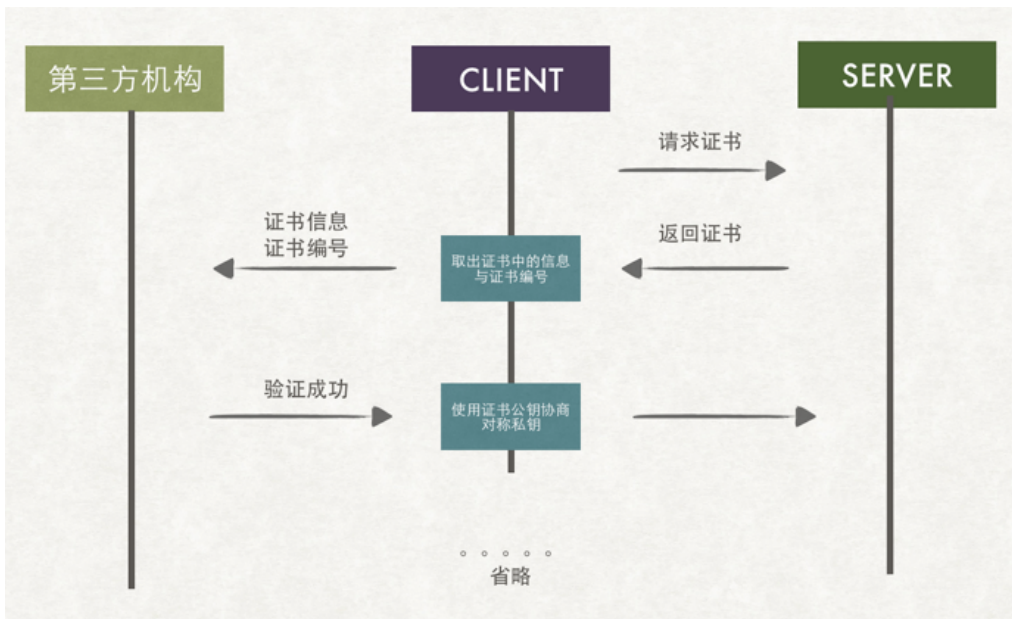 第三方机构
CLIENT
SERVER
请求证书
证书信息
证书编号
返回证书
取出证书中的信息
与证书编号
验证成功
使用证书公钥协商
对称私钥
省略